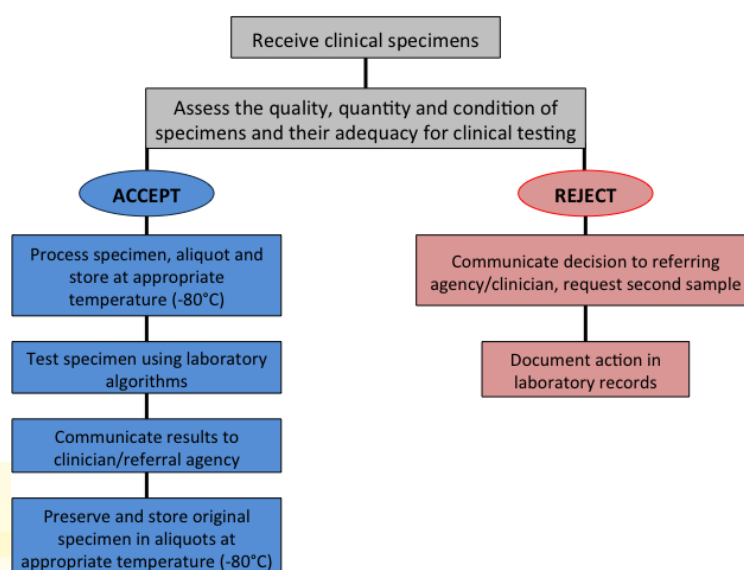 Receive clinical specimens
Assess the quality, quantity and condition of
specimens and their adequacy for clinical testing
ACCEPT
Process specimen, aliquot and
store at appropriate
temperature (-80°C)
Test specimen using laboratory
algorithms
Communicate results to
clinician/referral agency
Preserve and store original
specimen in aliquots at
appropriate temperature (-80°C)
REJECT
Communicate decision to referring
agency/clinician, request second sample
Document action in
laboratory records